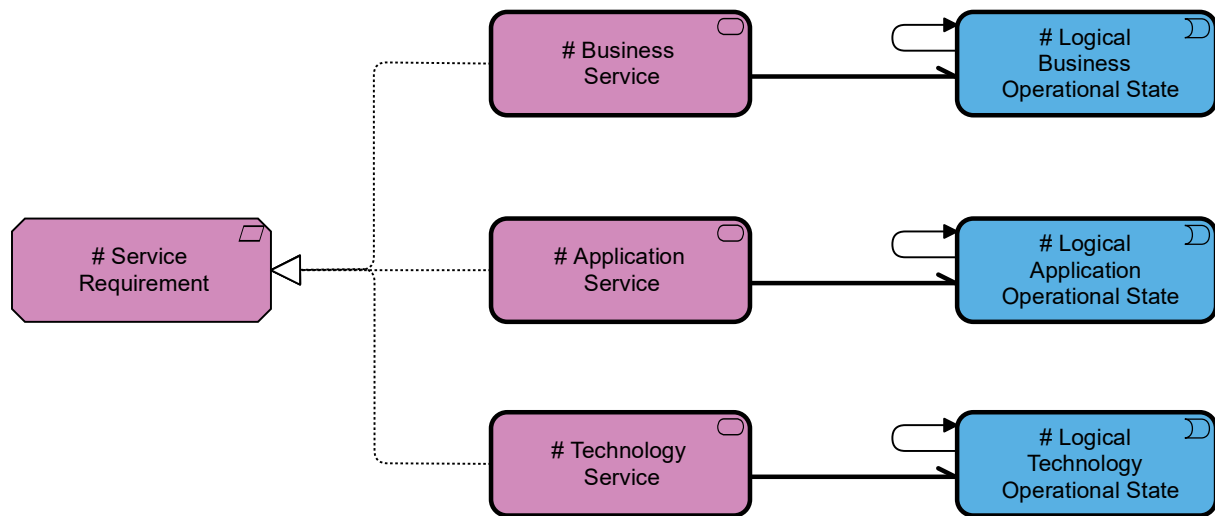 # Business
Service
# Logical
Business
Operational State
# Service
Requirement
# Application
Service
# Logical
Application
Operational State
# Technology
Service
# Logical
Technology
Operational State